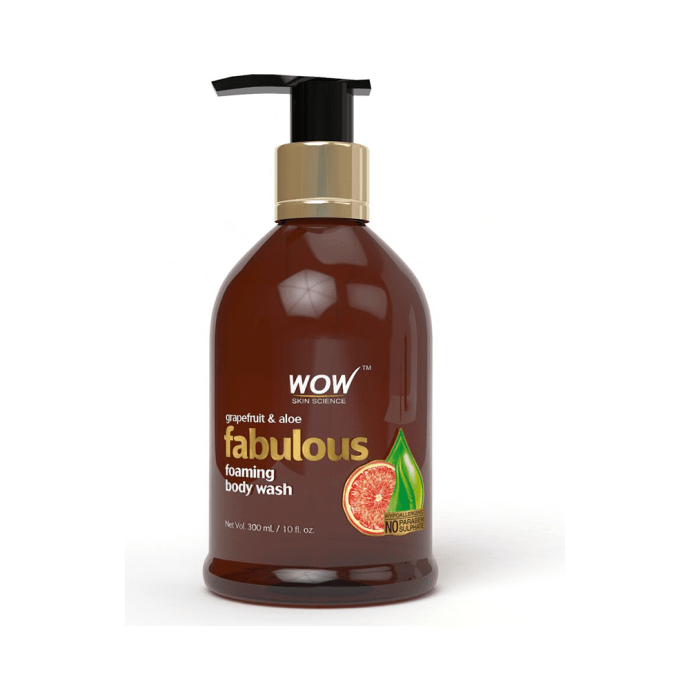 WOW™
SKIN SCIENCE
grapefruit & aloe
fabulous
foaming
body wash
HYPOALLERGENIC
NO PARABEN
SULPHATE
Net Vol. 300 mL / 10 fl. oz.